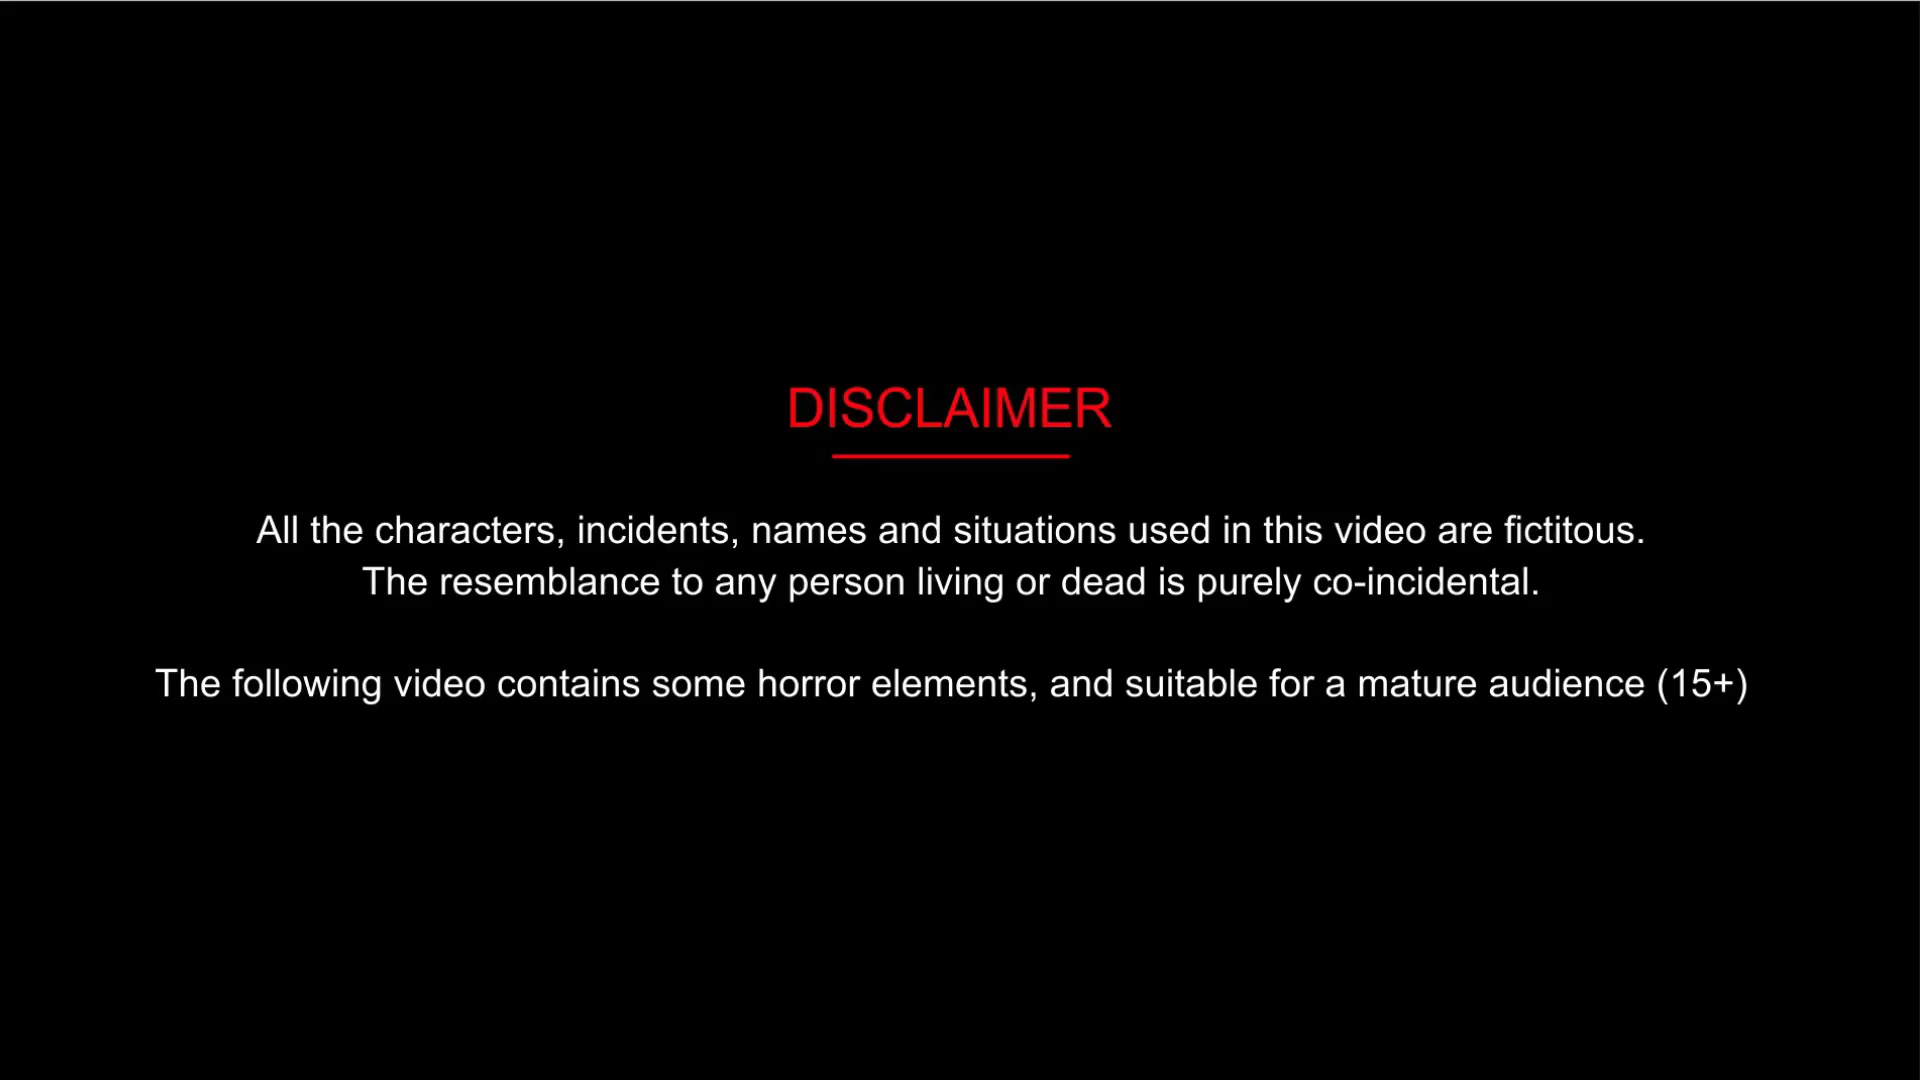 DISCLAIMER
All the characters, incidents, names and situations used in this video are fictitous.
The resemblance to any person living or dead is purely co-incidental.
The following video contains some horror elements, and suitable for a mature audience (15+)